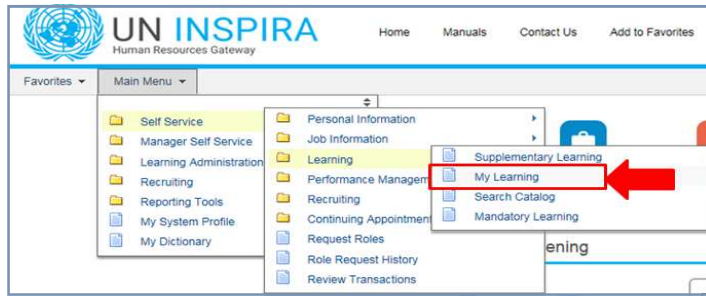 UN INSPIRA
Human Resources Gateway
Home Manuals Contact Us Add to Favorites
Favorites Main Menu
Self Service
Manager Self Service
Learning Administration
Recruiting
Reporting Tools
My System Profile
My Dictionary
Personal Information
Job Information
Learning
Performance Managem
Recruiting
Continuing Appointmen
Request Roles
Role Request History
Review Transactions
Supplementary Learning
My Learning
Search Catalog
Mandatory Learning
ening